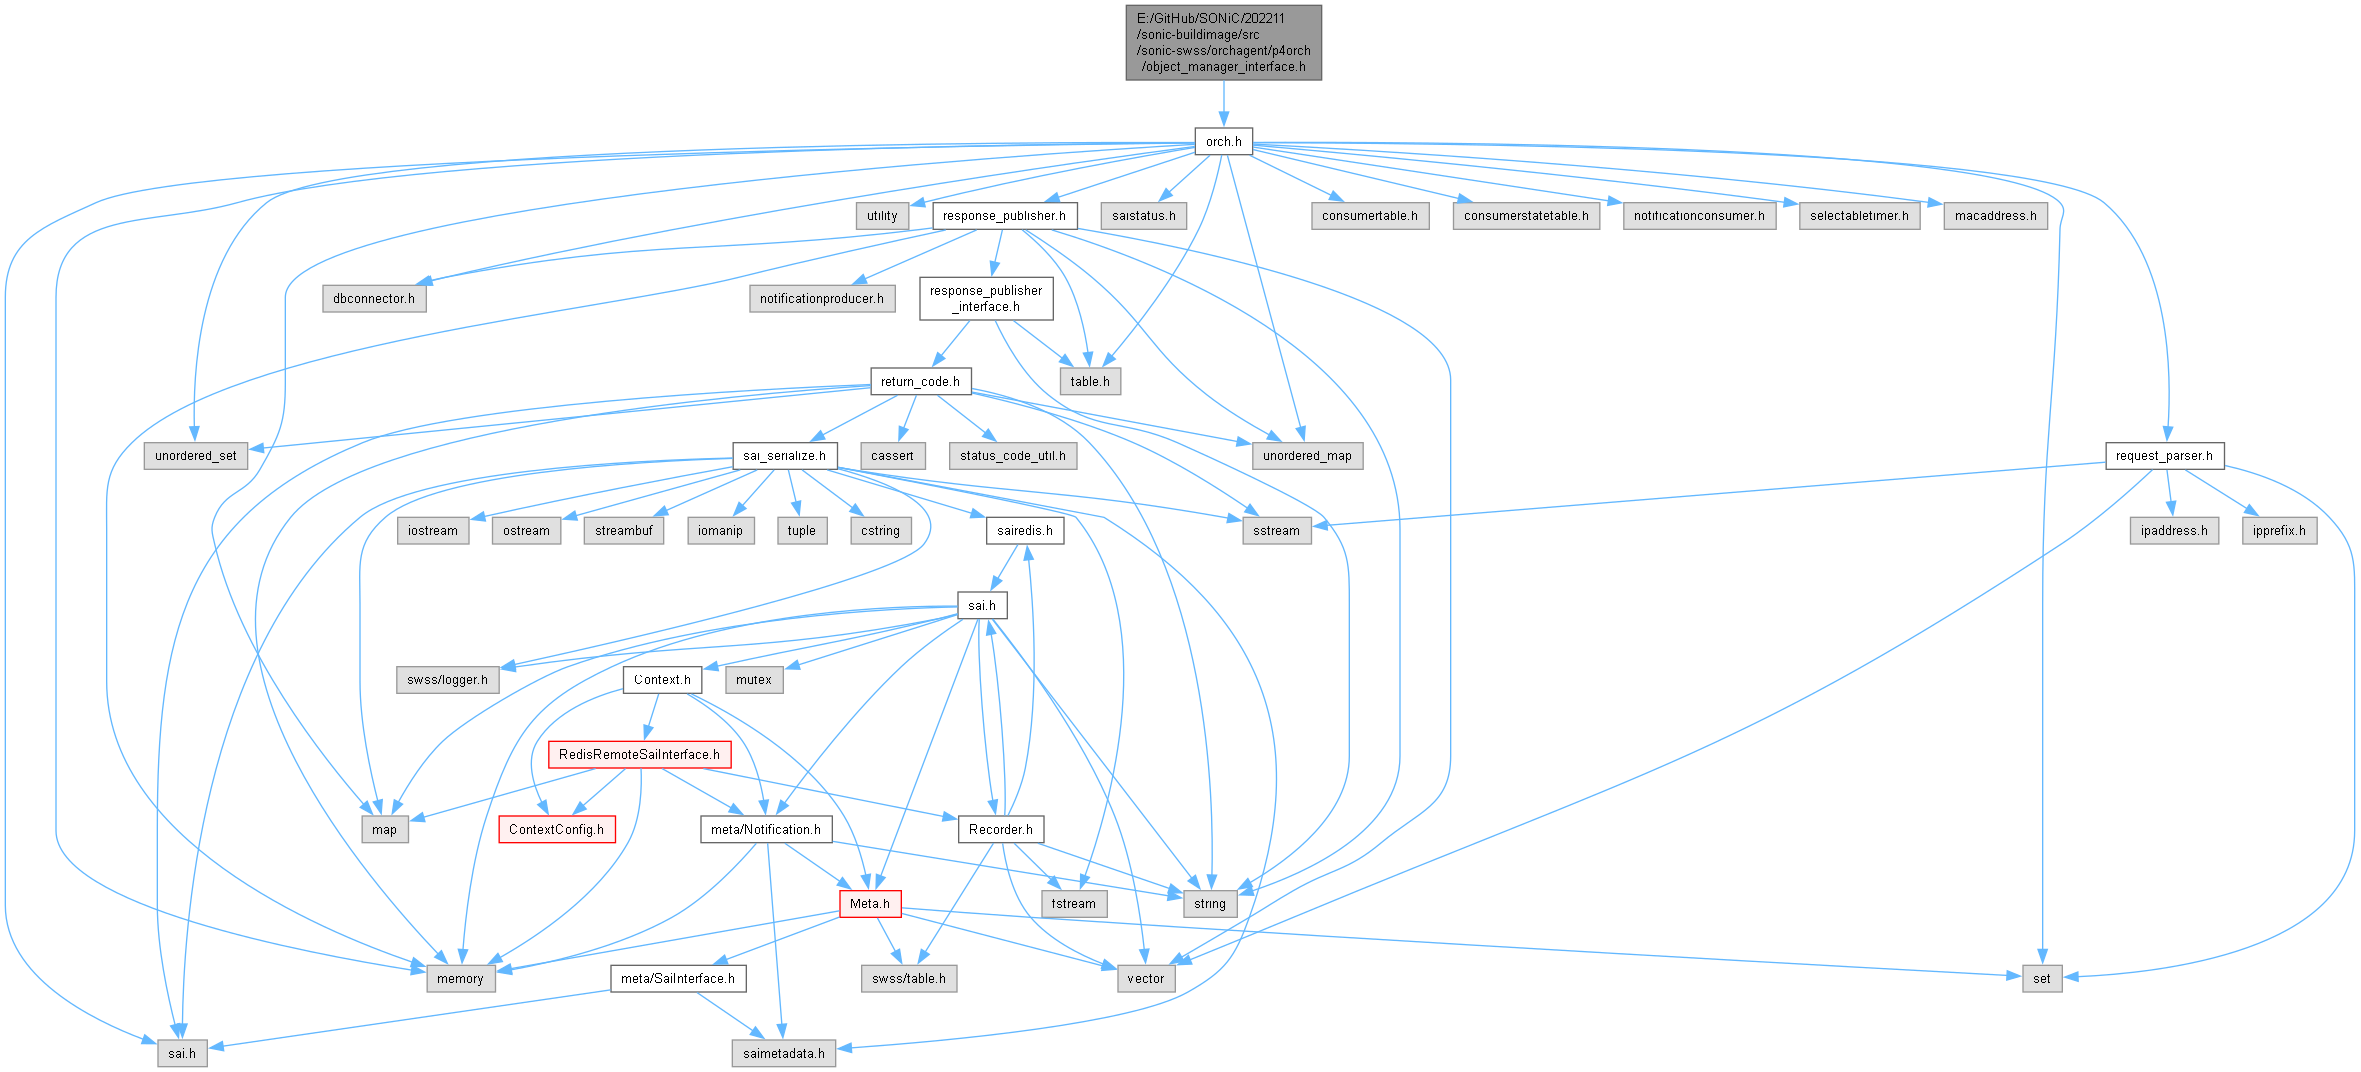 E:/GitHub/SONiC/202211
/sonic-buildimage/src
/sonic-swss/orchagent/p4orch
/object_manager_interface.h
orch.h
utility
response_publisher.h
saistatus.h
consumertable.h
consumerstatetable.h
notificationconsumer.h
selectabletimer.h
macaddress.h
dbconnector.h
notificationproducer.h
response_publisher
_interface.h
return_code.h
table.h
unordered_set
sai_serialize.h
cassert
status_code_util.h
unordered_map
request_parser.h
iostream
ostream
streambuf
iomanip
tuple
cstring
sairedis.h
sstream
ipaddress.h
ipprefix.h
sai.h
swss/logger.h
Context.h
mutex
RedisRemoteSaiInterface.h
map
ContextConfig.h
meta/Notification.h
Recorder.h
Meta.h
fstream
string
memory
meta/SaiInterface.h
swss/table.h
vector
set
sai.h
saimetadata.h